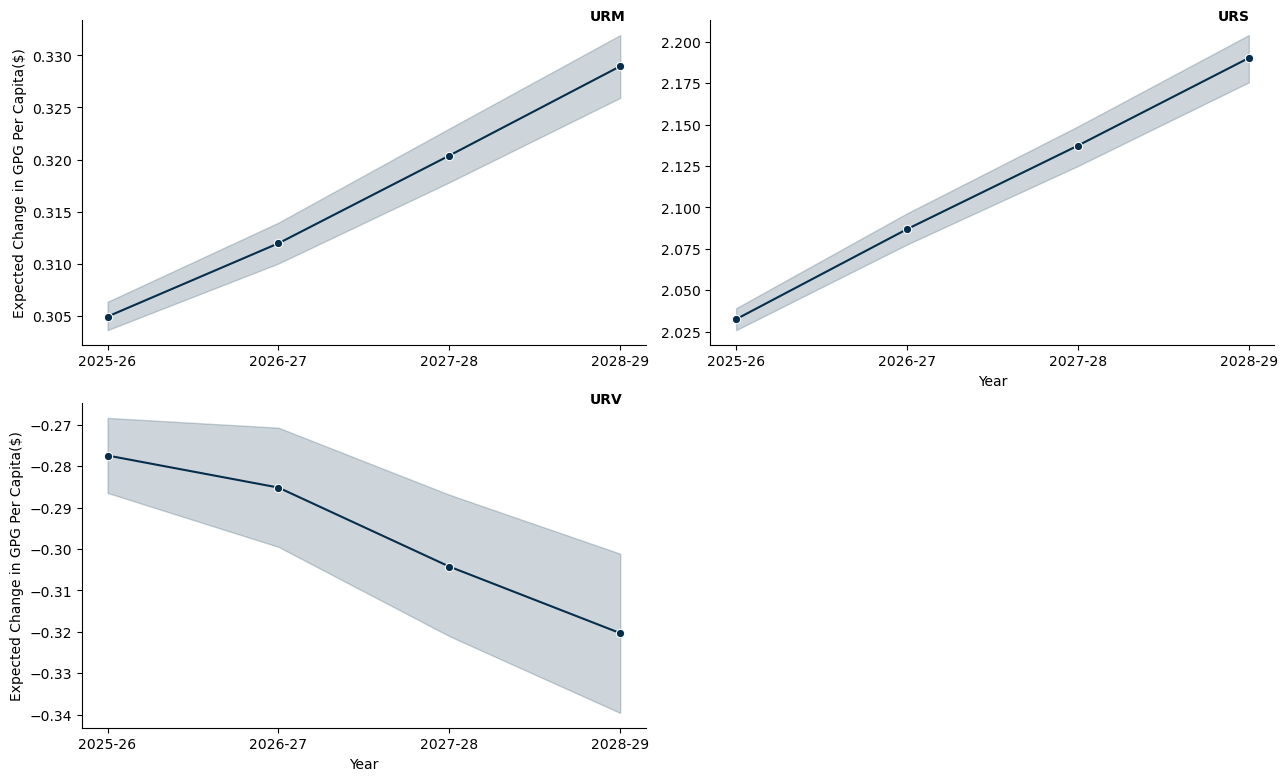 URM
Expected Change in GPG Per Capita($)
0.330
0.325
0.320
0.315
0.310
0.305
2025-26 2026-27 2027-28 2028-29
URS
2.200
2.175
2.150
2.125
2.100
2.075
2.050
2.025
2025-26 2026-27 2027-28 2028-29
Year
URV
Expected Change in GPG Per Capita($)
−0.27
−0.28
−0.29
−0.30
−0.31
−0.32
−0.33
−0.34
2025-26 2026-27 2027-28 2028-29
Year